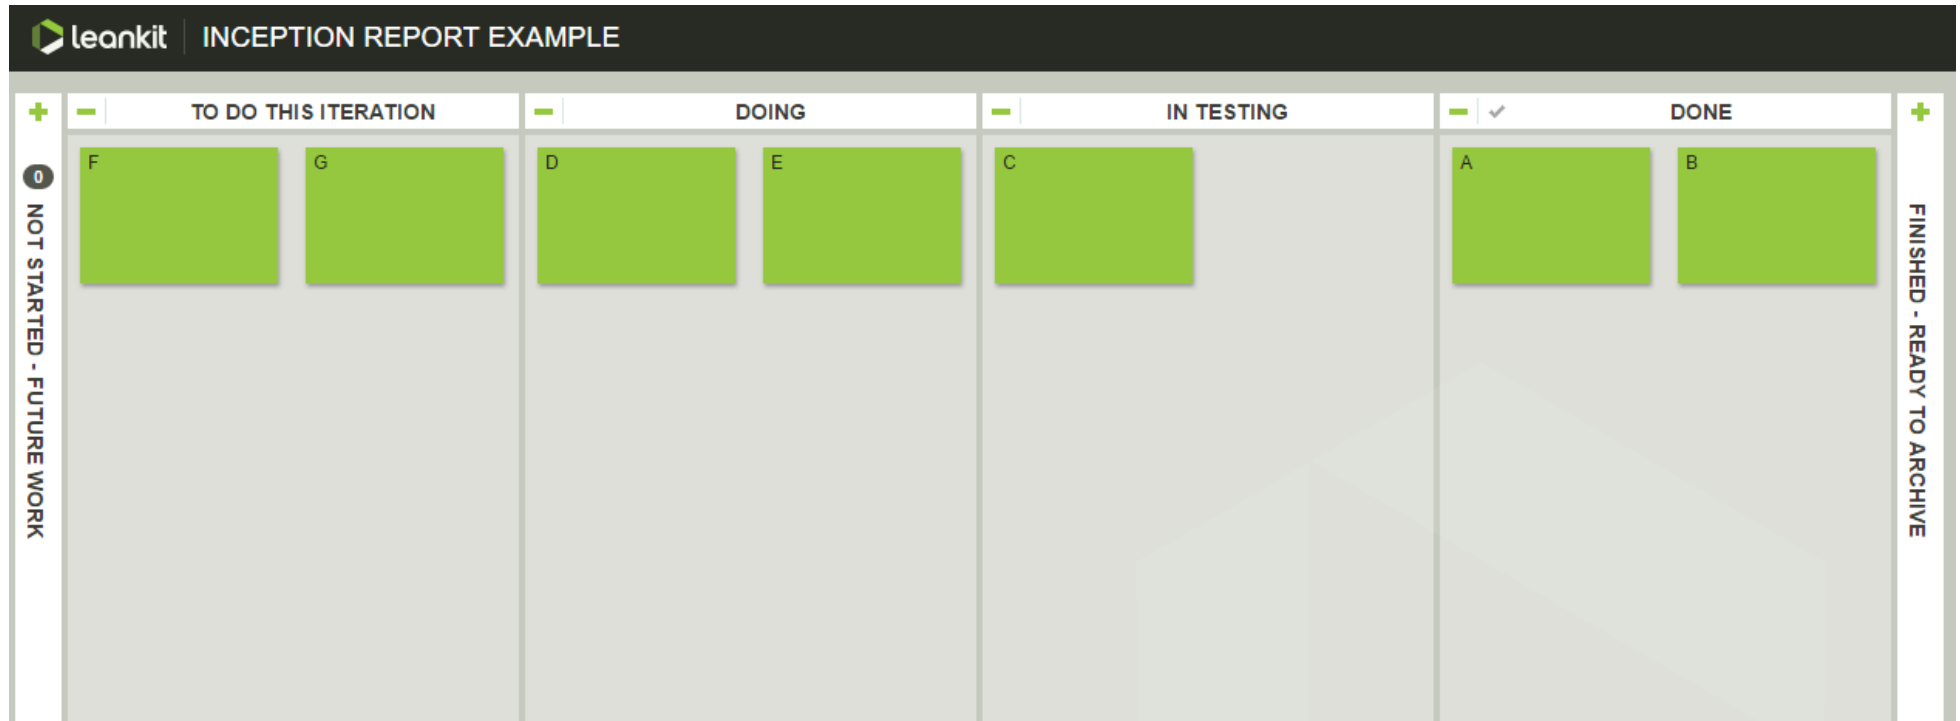 leankit INCEPTION REPORT EXAMPLE
TO DO THIS ITERATION
DOING
IN TESTING
DONE
0 NOT STARTED - FUTURE WORK
F
G
D
E
C
A
B
FINISHED - READY TO ARCHIVE